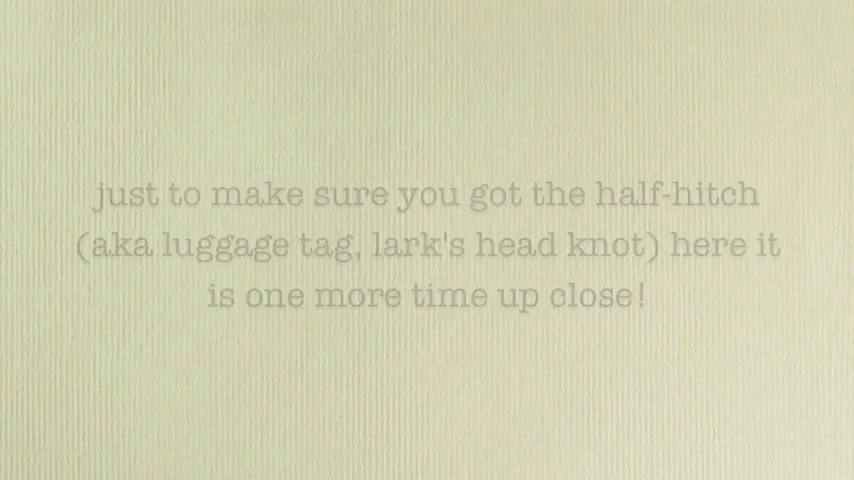 just to make sure you got the half-hitch
(aka luggage tag, lark's head knot) here it
is one more time up close!